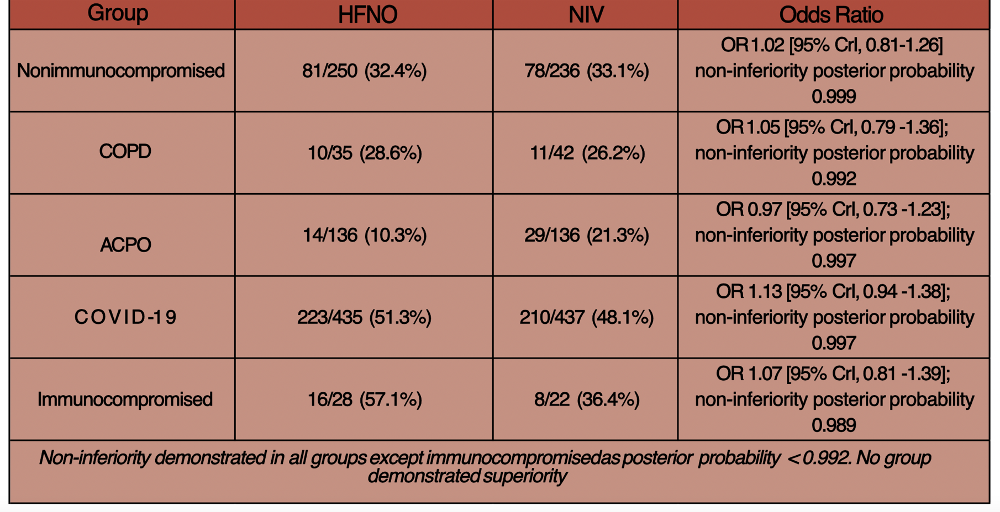 Group HFNO NIV Odds Ratio
Nonimmunocompromised 81/250 (32.4%) 78/236 (33.1%) OR 1.02 [95% Crl, 0.81-1.26]
non-inferiority posterior probability
0.999
COPD 10/35 (28.6%) 11/42 (26.2%) OR 1.05 [95% Crl, 0.79 -1.36];
non-inferiority posterior probability
0.992
ACPO 14/136 (10.3%) 29/136 (21.3%) OR 0.97 [95% Crl, 0.73 -1.23];
non-inferiority posterior probability
0.997
COVID-19 223/435 (51.3%) 210/437 (48.1%) OR 1.13 [95% Crl, 0.94 -1.38];
non-inferiority posterior probability
0.997
Immunocompromised 16/28 (57.1%) 8/22 (36.4%) OR 1.07 [95% Crl, 0.81 -1.39];
non-inferiority posterior probability
0.989
Non-inferiority demonstrated in all groups except immunocompromisedas posterior probability <0.992. No group
demonstrated superiority